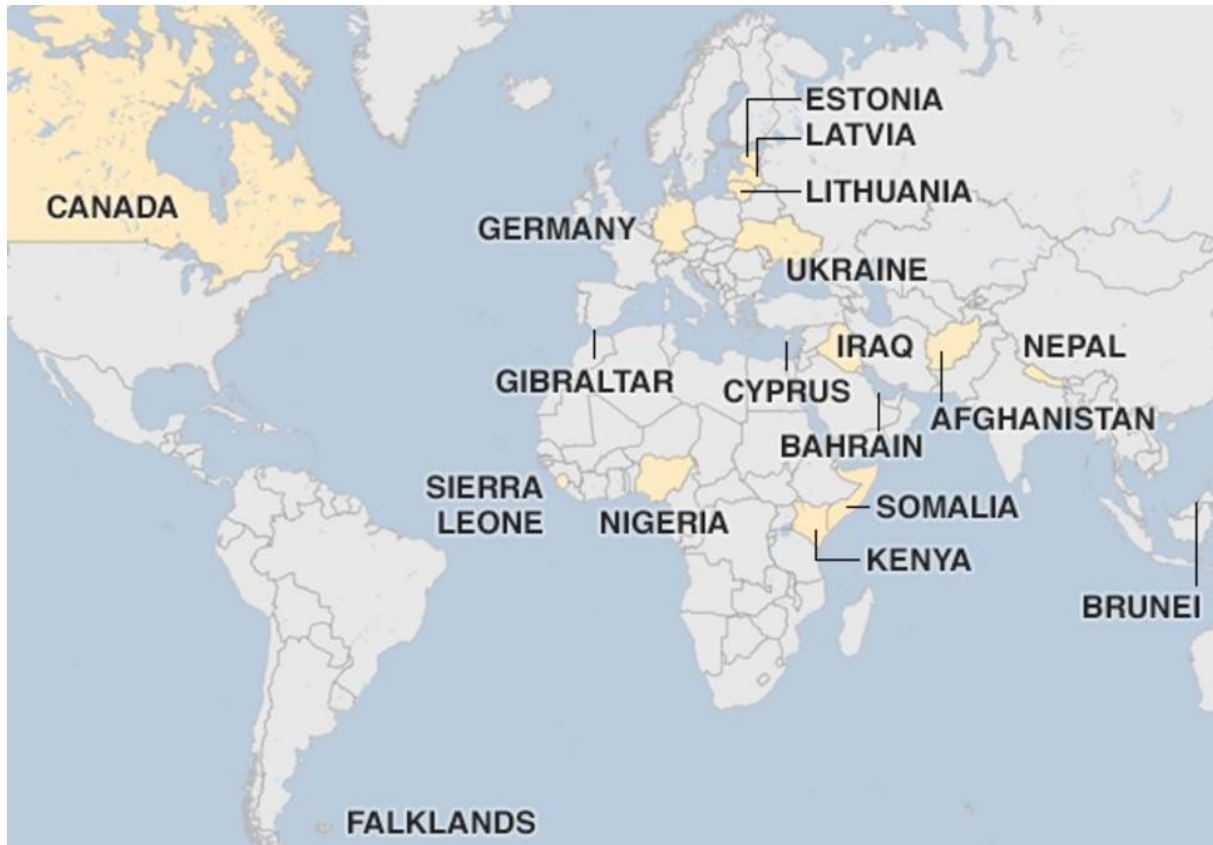 ESTONIA
LATVIA
LITHUANIA
CANADA
GERMANY
UKRAINE
IRAQ
NEPAL
GIBRALTAR
CYPRUS
AFGHANISTAN
BAHRAIN
SIERRA
LEONE
NIGERIA
SOMALIA
KENYA
BRUNEI
FALKLANDS